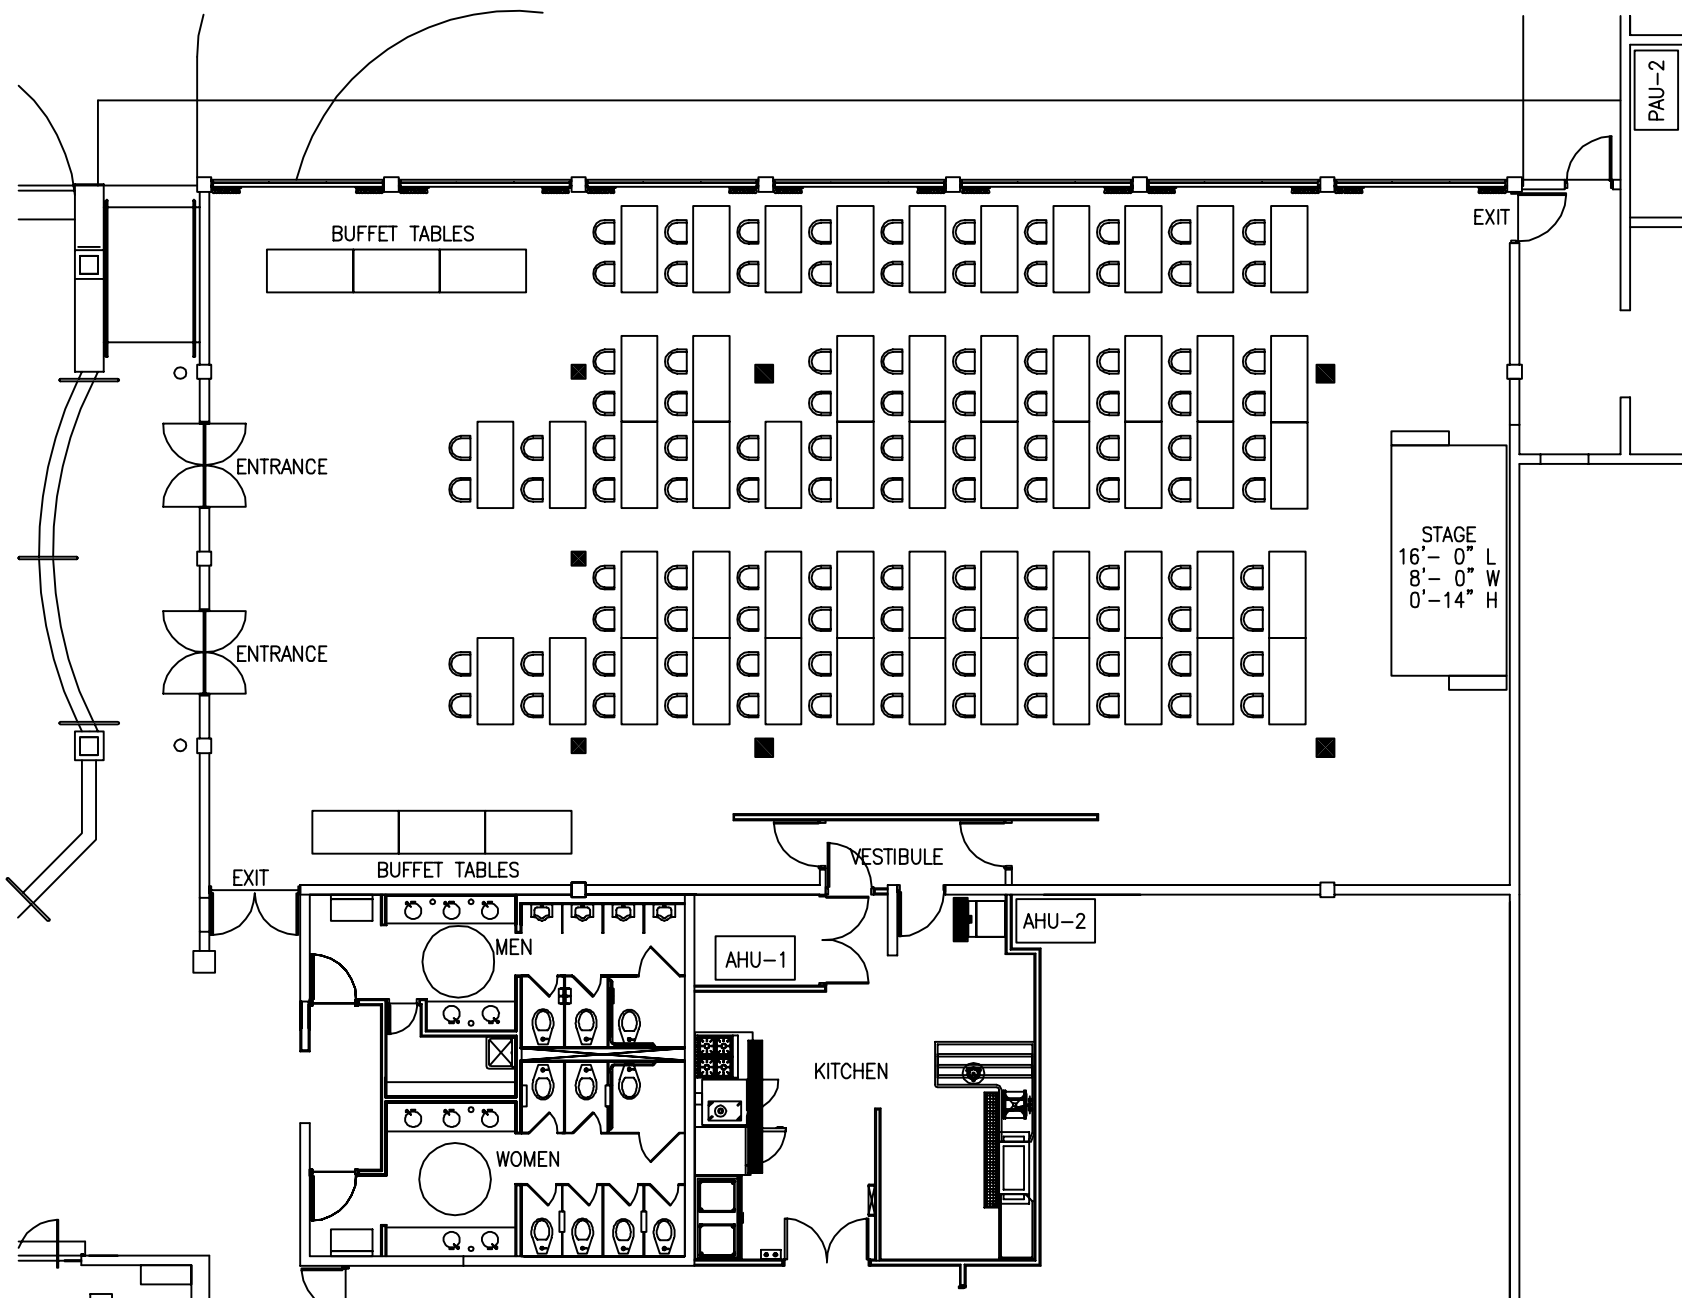 PAU-2
EXIT
BUFFET TABLES
ENTRANCE
STAGE
16'- 0" L
8'- 0" W
0'-14" H
ENTRANCE
VESTIBULE
BUFFET TABLES
EXIT
AHU-2
MEN
AHU-1
KITCHEN
WOMEN